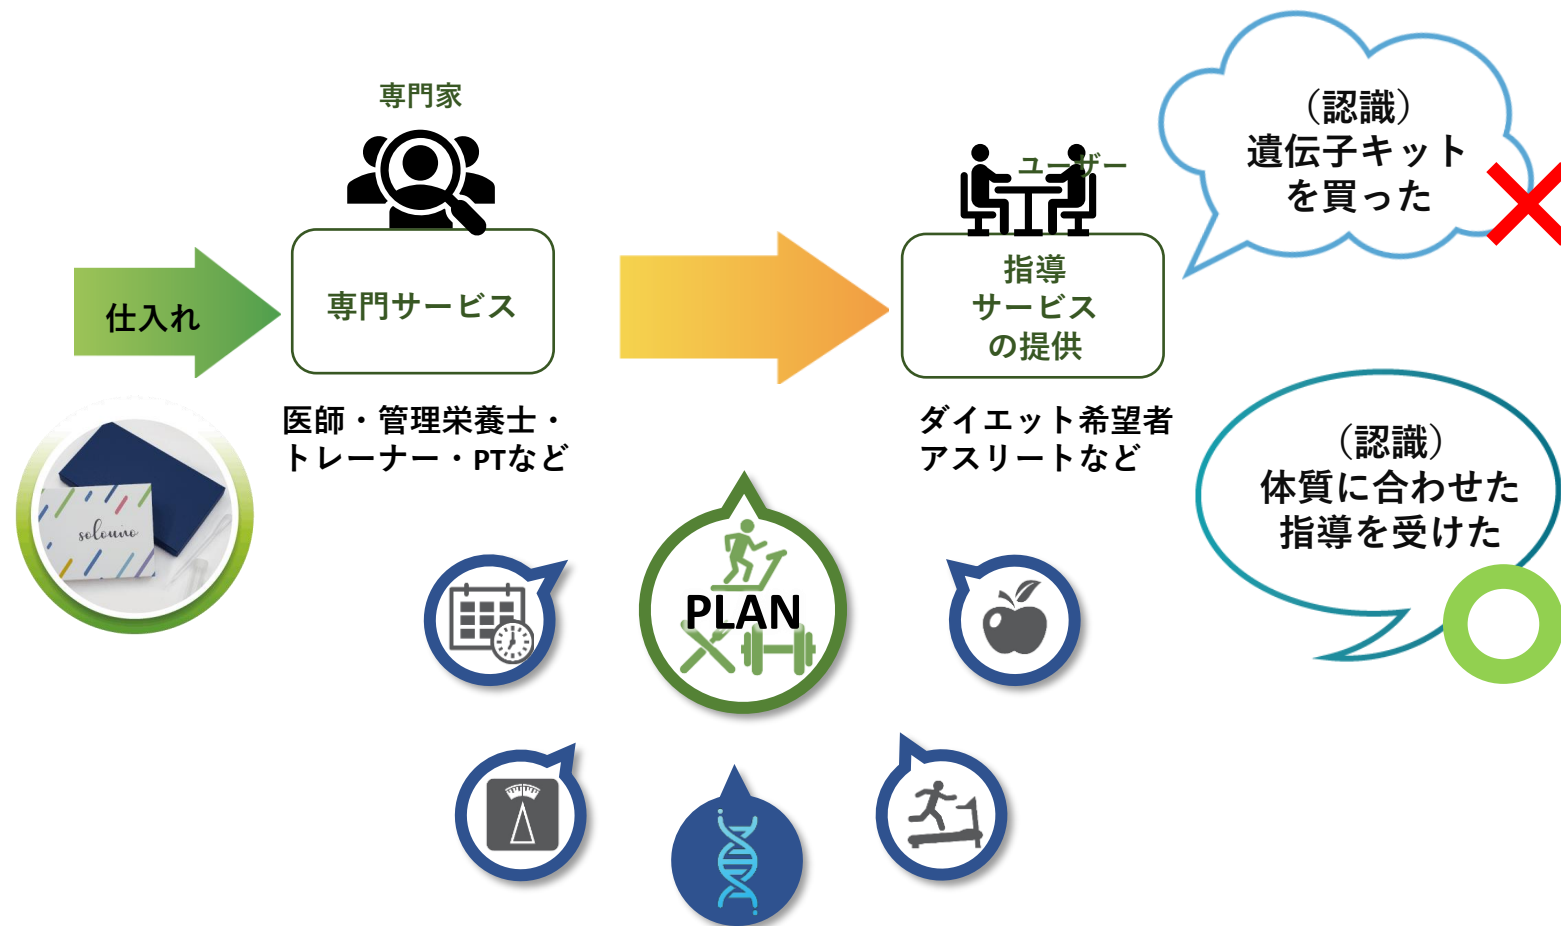 専門家
ユーザー
(認識)
遺伝子キット
を買った
仕入れ
専門サービス
指導
サービス
の提供
医師・管理栄養士・
トレーナー・PTなど
ダイエット希望者
アスリートなど
(認識)
体質に合わせた
指導を受けた
solouno
PLAN